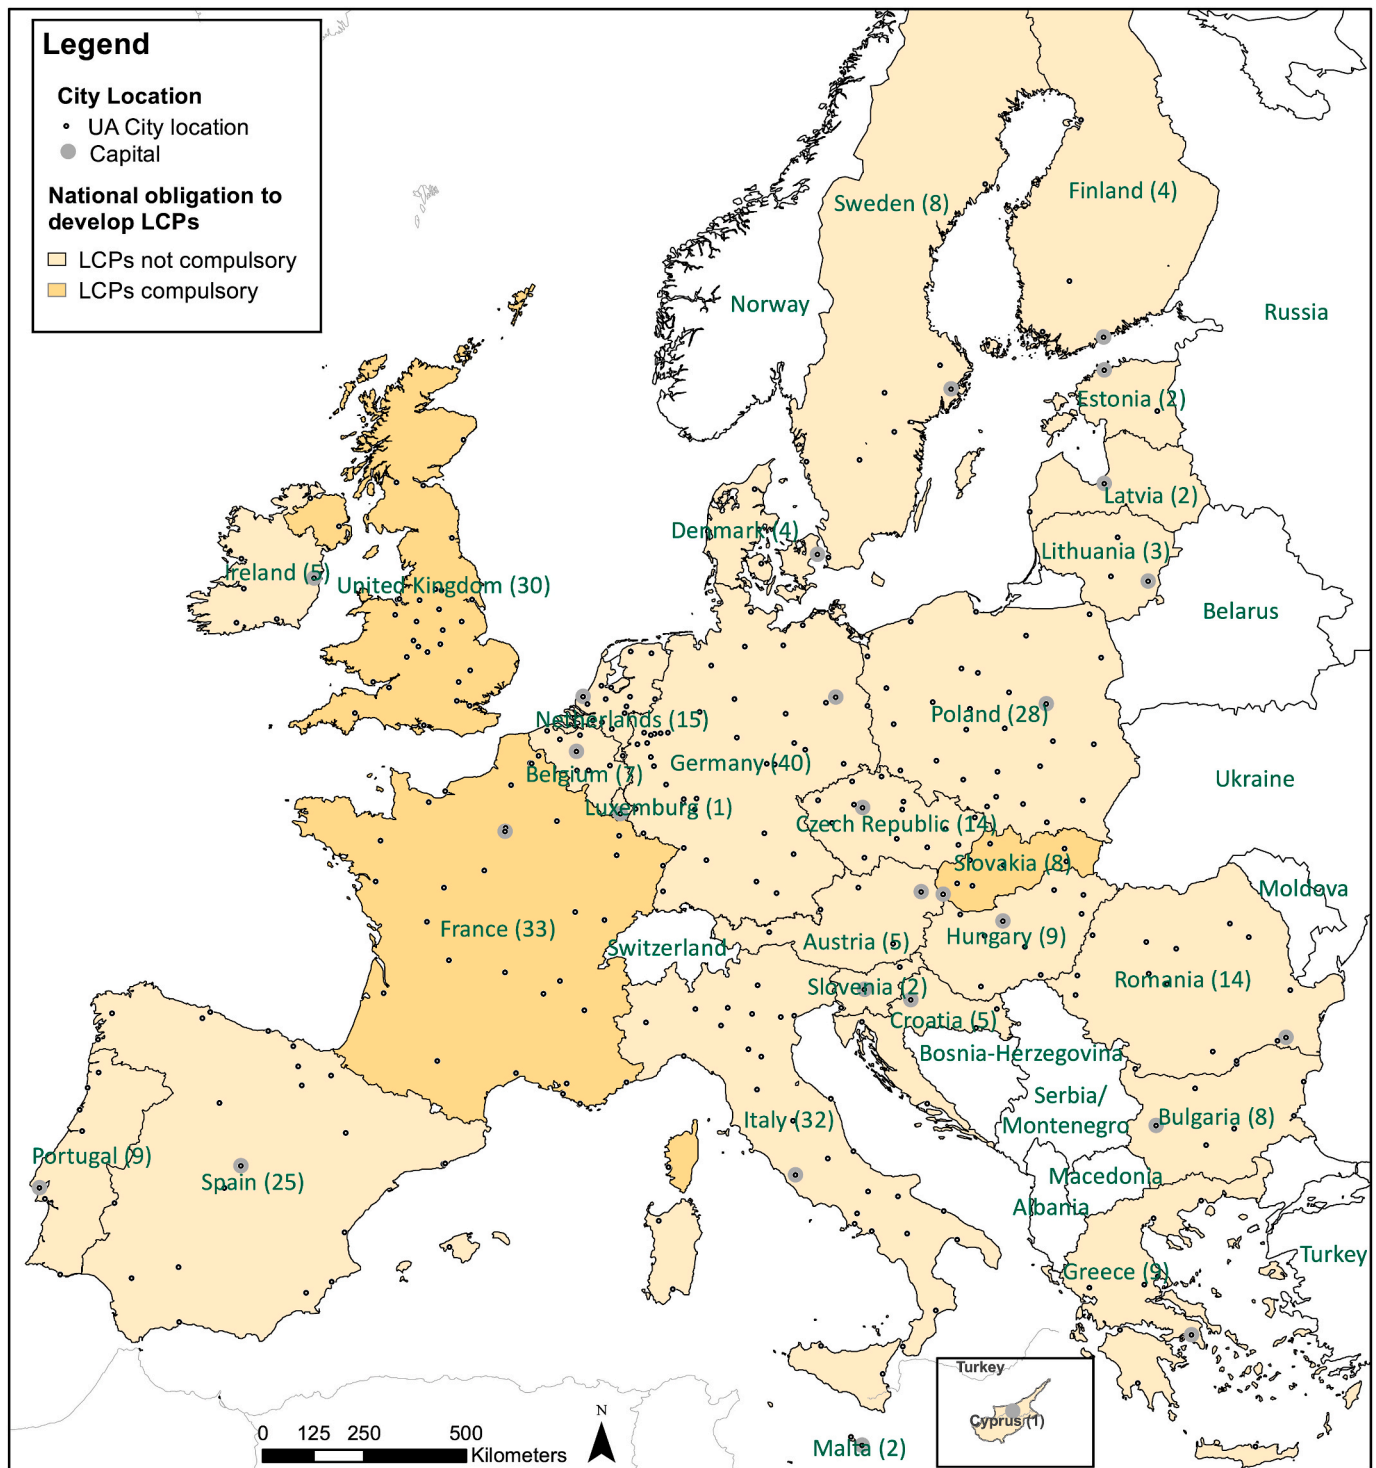 Legend
City Location
UA City location
Capital
National obligation to
develop LCPs
LCPs not compulsory
LCPs compulsory
Sweden (8)
Finland (4)
Norway
Russia
Estonia (2)
Latvia (2)
Denmark (4)
Lithuania (3)
Ireland (5)
United Kingdom (30)
Belarus
Netherlands (15)
Poland (28)
Germany (40)
Belgium (7)
Ukraine
Luxemburg (1)
Czech Republic (14)
Slovakia (8)
Moldova
France (33)
Switzerland
Austria (5)
Hungary (9)
Slovenia (2)
Romania (14)
Croatia (5)
Bosnia-Herzegovina
Serbia/
Montenegro
Italy (32)
Bulgaria (8)
Portugal (9)
Spain (25)
Macedonia
Albania
Turkey
Greece (9)
Turkey
Cyprus (1)
N
0 125 250 500
Kilometers
Malta (2)